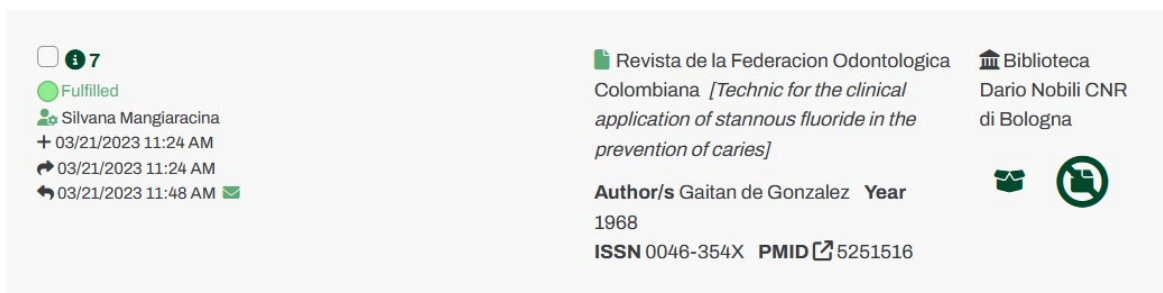 7
Fulfilled
Silvana Mangiaracina
03/21/2023 11:24 AM
03/21/2023 11:24 AM
03/21/2023 11:48 AM
Revista de la Federacion Odontologica
Colombiana [Technic for the clinical
application of stannous fluoride in the
prevention of caries]
Author/s Gaitan de Gonzalez Year
1968
ISSN 0046-354X PMID 5251516
Biblioteca
Dario Nobili CNR
di Bologna